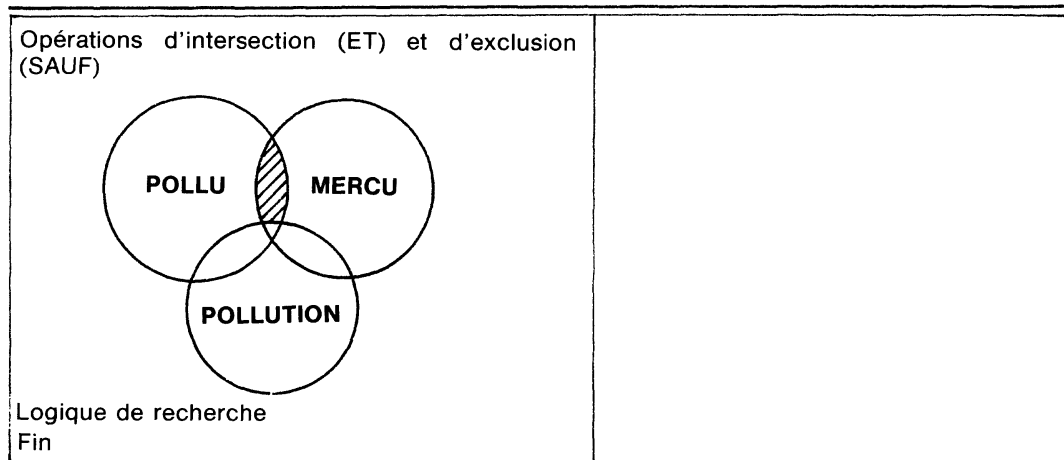 Opérations d'intersection (ET) et d'exclusion
(SAUF)
POLLU
MERCU
POLLUTION
Logique de recherche
Fin